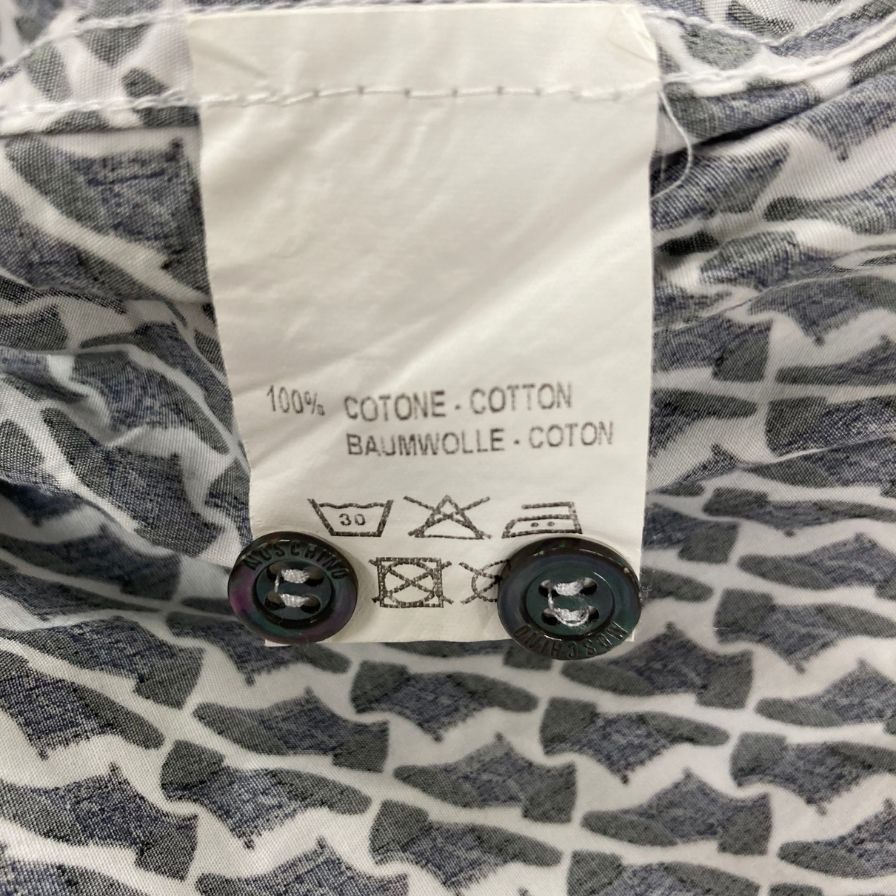 100% COTONE - COTTON
BAUMWOLLE - COTON
30
MOSCHINO
MOSCHINO